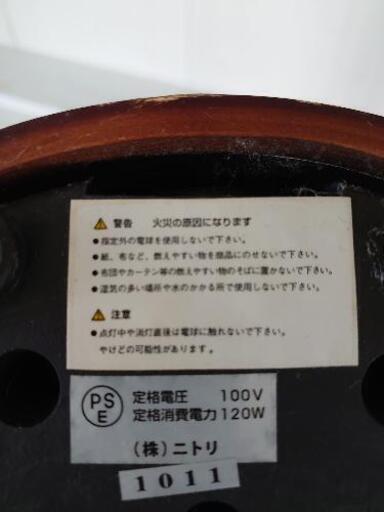 警告 火災の原因になります
●指定外の電球を使用しないで下さい。
●紙、布など、燃えやすい物を商品にのせないで下さい。
●布団やカーテン等の燃えやすい物のそばに置かないで下さい。
●湿気の多い場所や水のかかる所で使用しないで下さい。
注意
●点灯中や消灯直後は電球に触れないで下さい。
やけどの可能性があります。
PS
E
定格電圧 100V
定格消費電力 120W
(株)ニトリ
1011